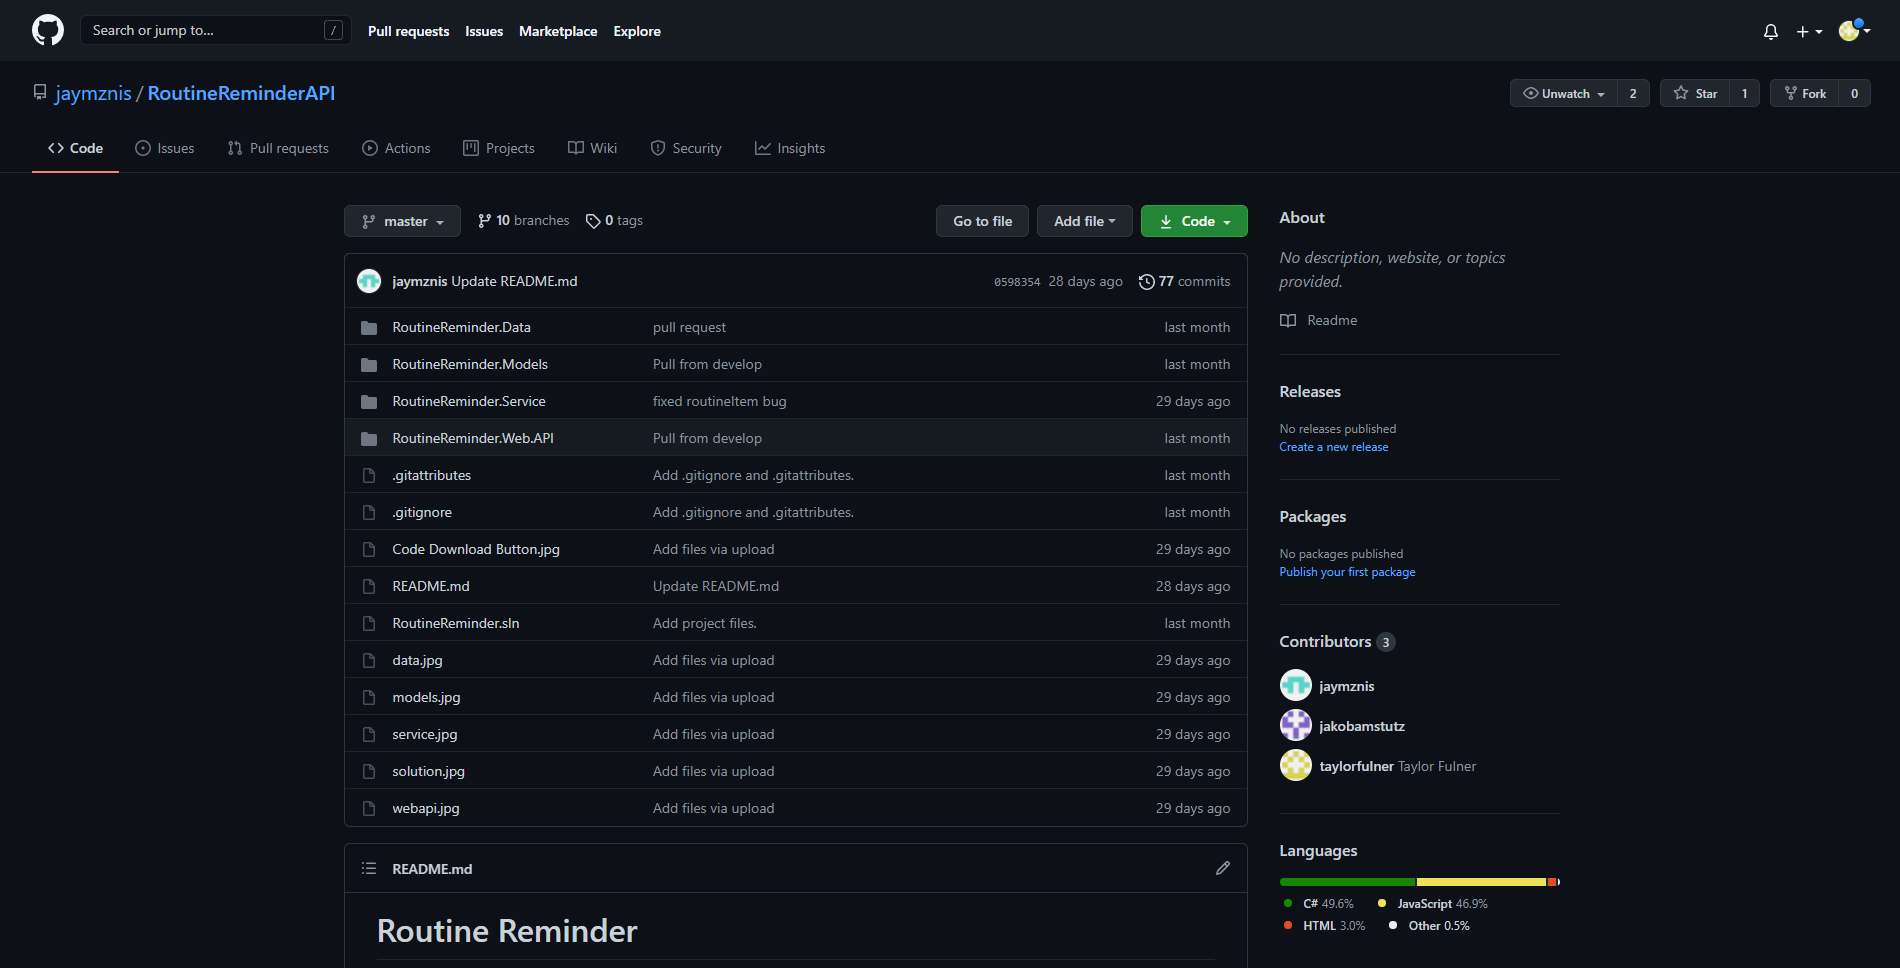 Search or jump to... /
Pull requests Issues Marketplace Explore
jaymznis / RoutineReminderAPI
Unwatch 2 Star 1 Fork 0
Code Issues Pull requests Actions Projects Wiki Security Insights
master 10 branches 0 tags
Go to file Add file Code
jaymznis Update README.md 0598354 28 days ago 77 commits
RoutineReminder.Data pull request last month
RoutineReminder.Models Pull from develop last month
RoutineReminder.Service fixed routineItem bug 29 days ago
RoutineReminder.Web.API Pull from develop last month
.gitattributes Add .gitignore and .gitattributes. last month
.gitignore Add .gitignore and .gitattributes. last month
Code Download Button.jpg Add files via upload 29 days ago
README.md Update README.md 28 days ago
RoutineReminder.sln Add project files. last month
data.jpg Add files via upload 29 days ago
models.jpg Add files via upload 29 days ago
service.jpg Add files via upload 29 days ago
solution.jpg Add files via upload 29 days ago
webapi.jpg Add files via upload 29 days ago
README.md
Routine Reminder
About
No description, website, or topics
provided.
Readme
Releases
No releases published
Create a new release
Packages
No packages published
Publish your first package
Contributors 3
jaymznis
jakobamstutz
taylorfulner Taylor Fulner
Languages
C# 49.6% JavaScript 46.9%
HTML 3.0% Other 0.5%